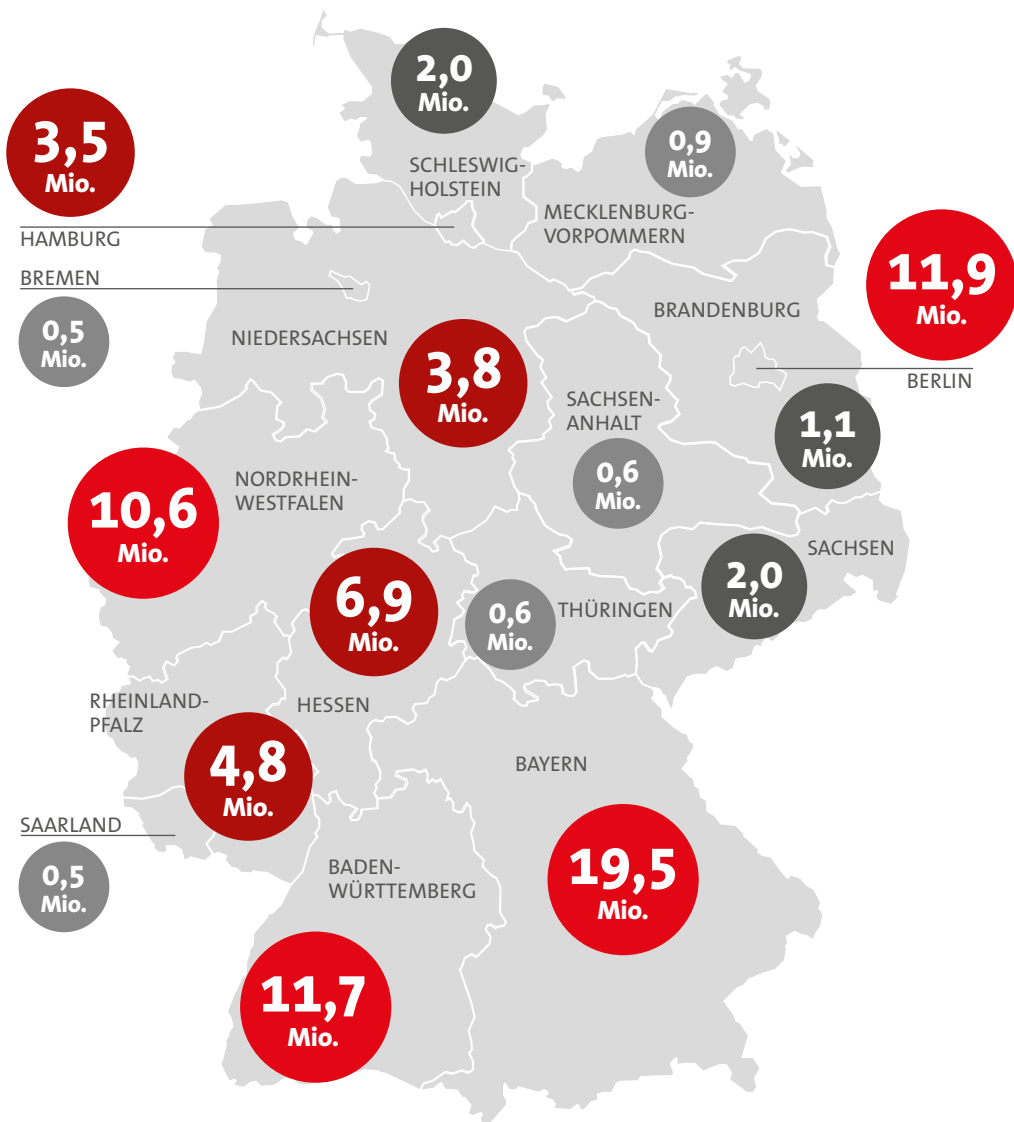 2,0
Mio.
SCHLESWIG-
HOLSTEIN
3,5
Mio.
HAMBURG
0,9
Mio.
MECKLENBURG-
VORPOMMERN
BREMEN
0,5
Mio.
11,9
Mio.
BERLIN
BRANDENBURG
1,1
Mio.
NIEDERSACHSEN
3,8
Mio.
SACHSEN-
ANHALT
0,6
Mio.
10,6
Mio.
NORDRHEIN-
WESTFALEN
SACHSEN
2,0
Mio.
6,9
Mio.
HESSEN
0,6
Mio.
THÜRINGEN
RHEINLAND-
PFALZ
4,8
Mio.
SAARLAND
0,5
Mio.
BAYERN
19,5
Mio.
BADEN-
WÜRTTEMBERG
11,7
Mio.